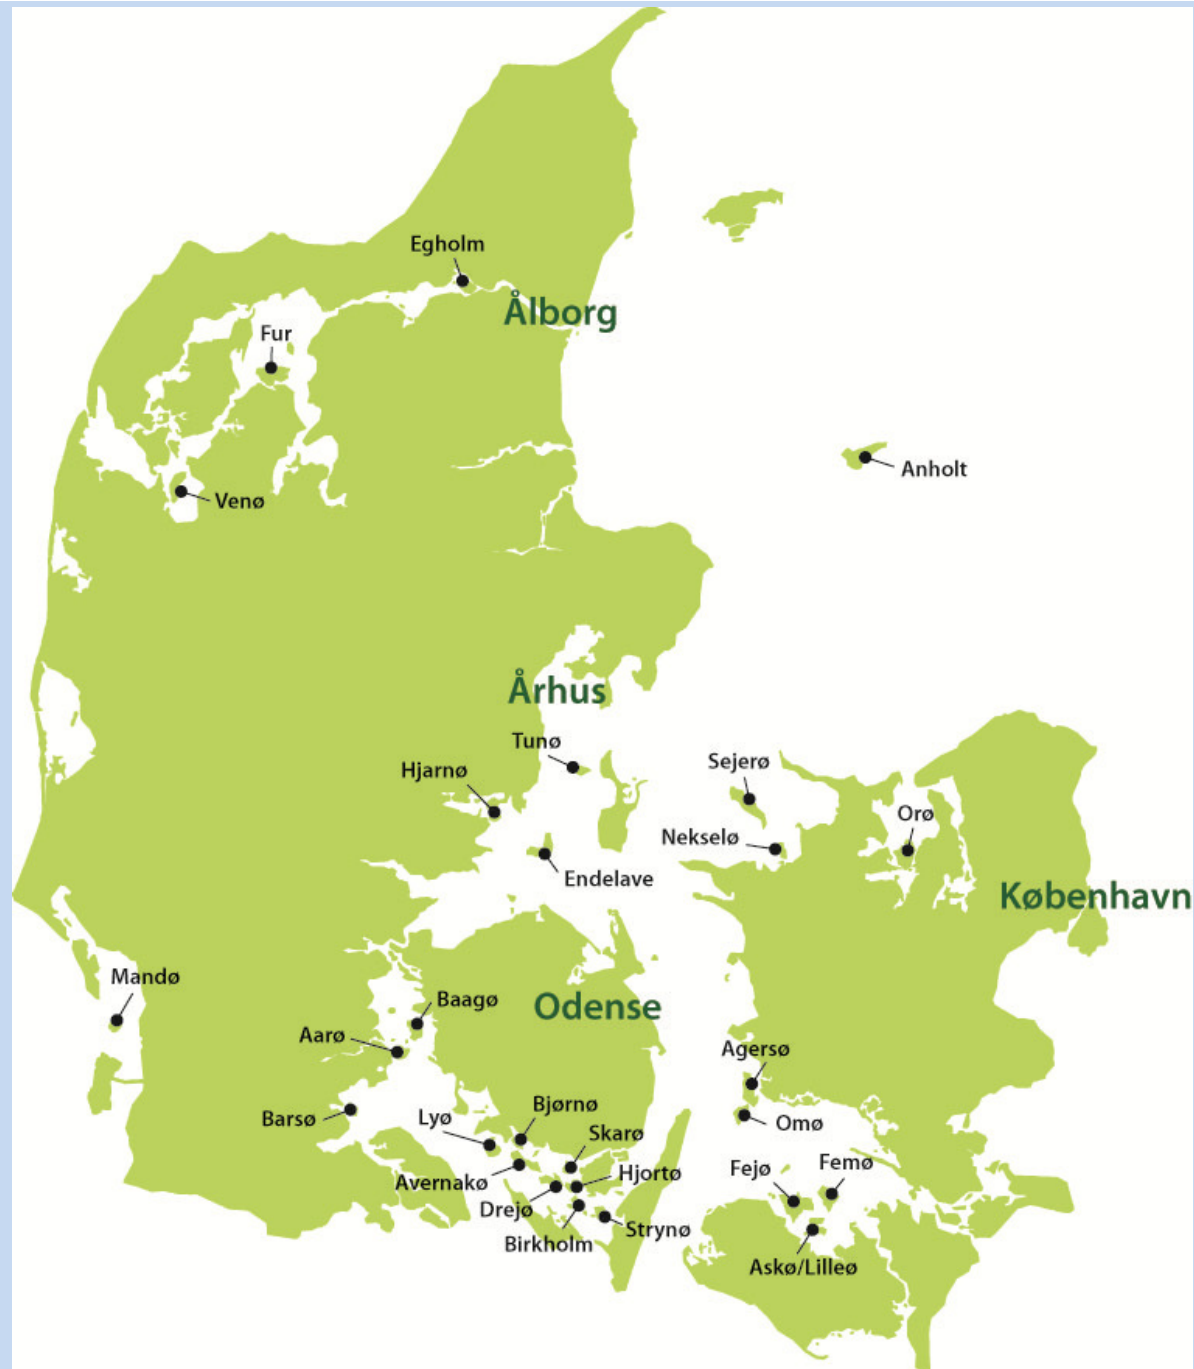 Egholm
Ålborg
Fur
Anholt
Venø
Århus
Tunø
Sejerø
Hjarnø
Orø
Nekselø
Endelave
København
Mandø
Baagø
Odense
Aarø
Agersø
Bjørnø
Lyø
Barsø
Omø
Skarø
Femø
Fejø
Hjortø
Avernakø
Drejø
Strynø
Birkholm
Askø/Lilleø